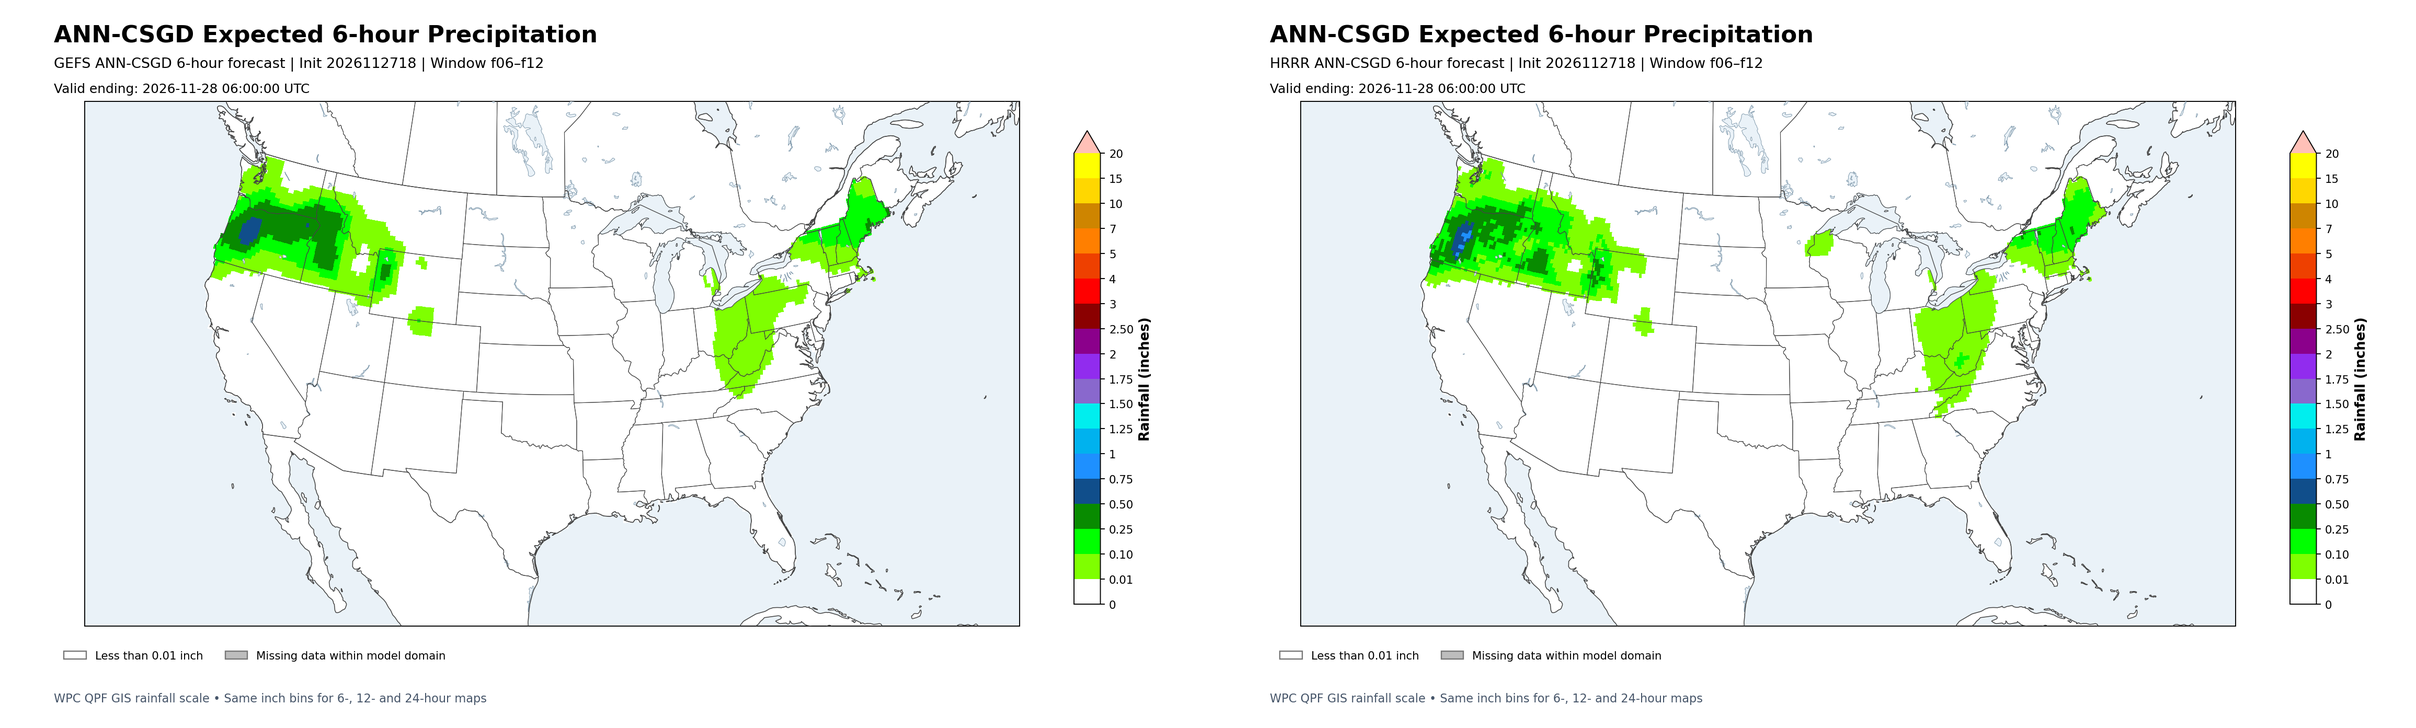 ANN-CSGD Expected 6-hour Precipitation
GEFS ANN-CSGD 6-hour forecast | Init 2026112718 | Window f06–f12
Valid ending: 2026-11-28 06:00:00 UTC
20
15
10
7
5
4
3
2.50
2
1.75
1.50
1.25
1
0.75
0.50
0.25
0.10
0.01
0
Rainfall (inches)
Less than 0.01 inch
Missing data within model domain
WPC QPF GIS rainfall scale • Same inch bins for 6-, 12- and 24-hour maps
ANN-CSGD Expected 6-hour Precipitation
HRRR ANN-CSGD 6-hour forecast | Init 2026112718 | Window f06–f12
Valid ending: 2026-11-28 06:00:00 UTC
20
15
10
7
5
4
3
2.50
2
1.75
1.50
1.25
1
0.75
0.50
0.25
0.10
0.01
0
Rainfall (inches)
Less than 0.01 inch
Missing data within model domain
WPC QPF GIS rainfall scale • Same inch bins for 6-, 12- and 24-hour maps